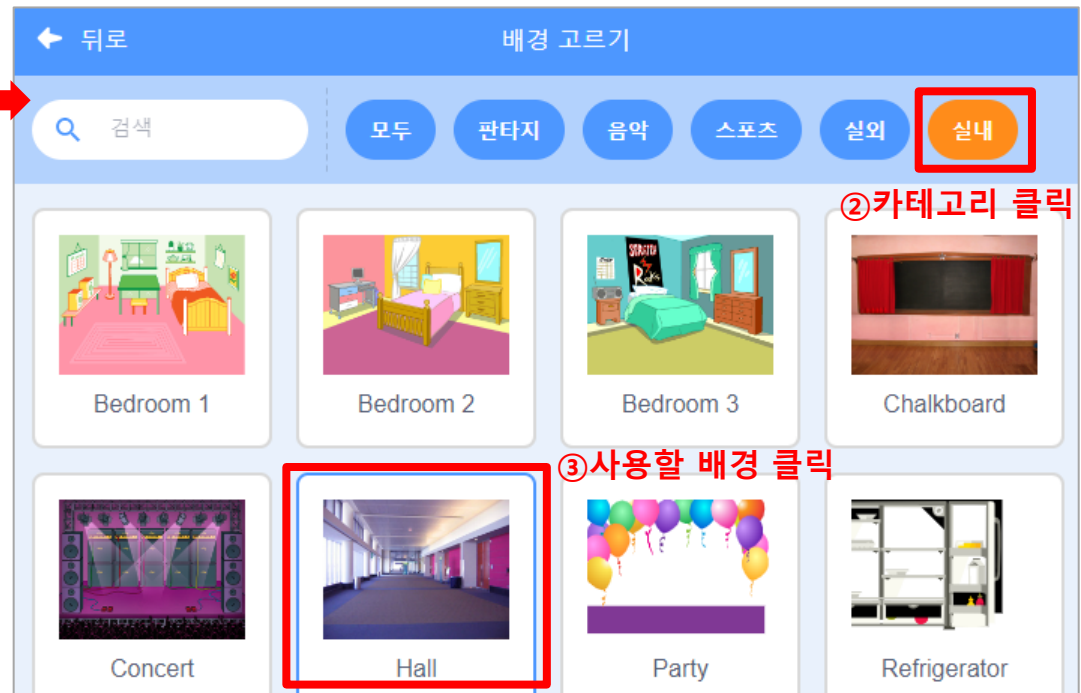 뒤로
배경 고르기
검색
모두
판타지
음악
스포츠
실외
실내
②카테고리 클릭
Bedroom 1
Bedroom 2
Bedroom 3
Chalkboard
③사용할 배경 클릭
Concert
Hall
Party
Refrigerator